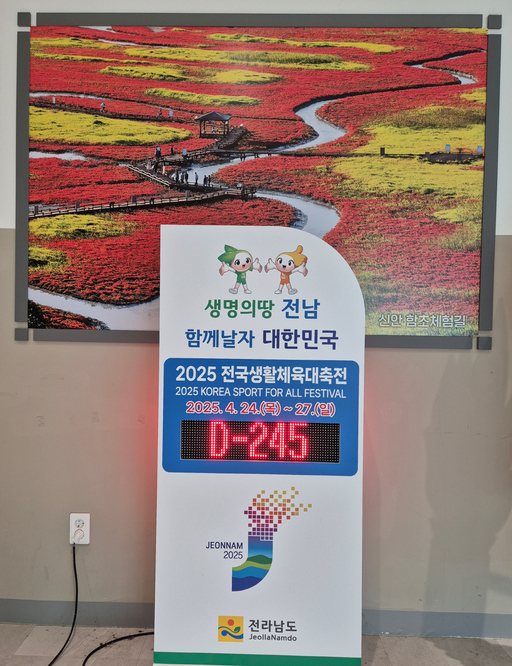 신안 함초체험길
생명의땅 전남
함께날자 대한민국
2025 전국생활체육대축전
2025 KOREA SPORT FOR ALL FESTIVAL
2025. 4. 24.(목) ~ 27.(일)
D-245
JEONNAM
2025
전라남도
JeollaNamdo